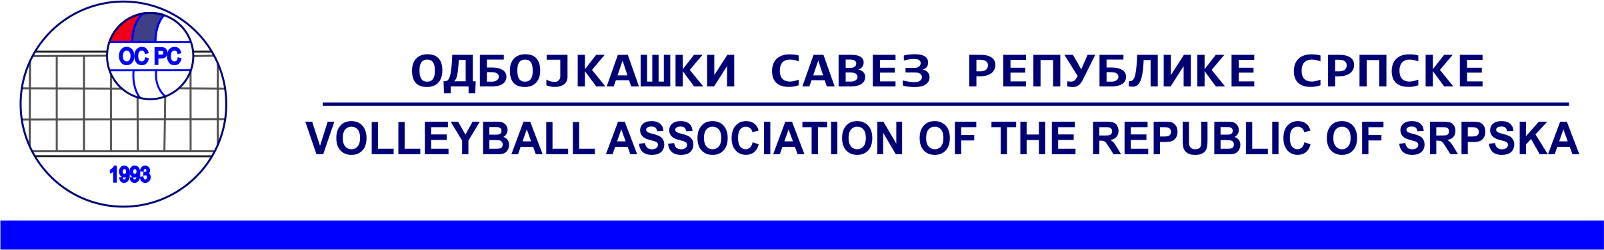 ОС РС
1993
ОДБОЈКАШКИ САВЕЗ РЕПУБЛИКЕ СРПСКЕ
VOLLEYBALL ASSOCIATION OF THE REPUBLIC OF SRPSKA